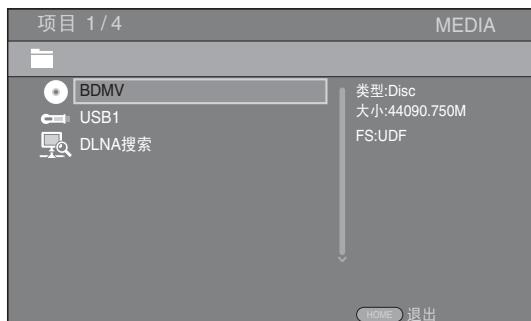 项目 1/4
MEDIA
BDMV
USB1
DLNA搜索
类型:Disc
大小:44090.750M
FS:UDF
HOME 退出